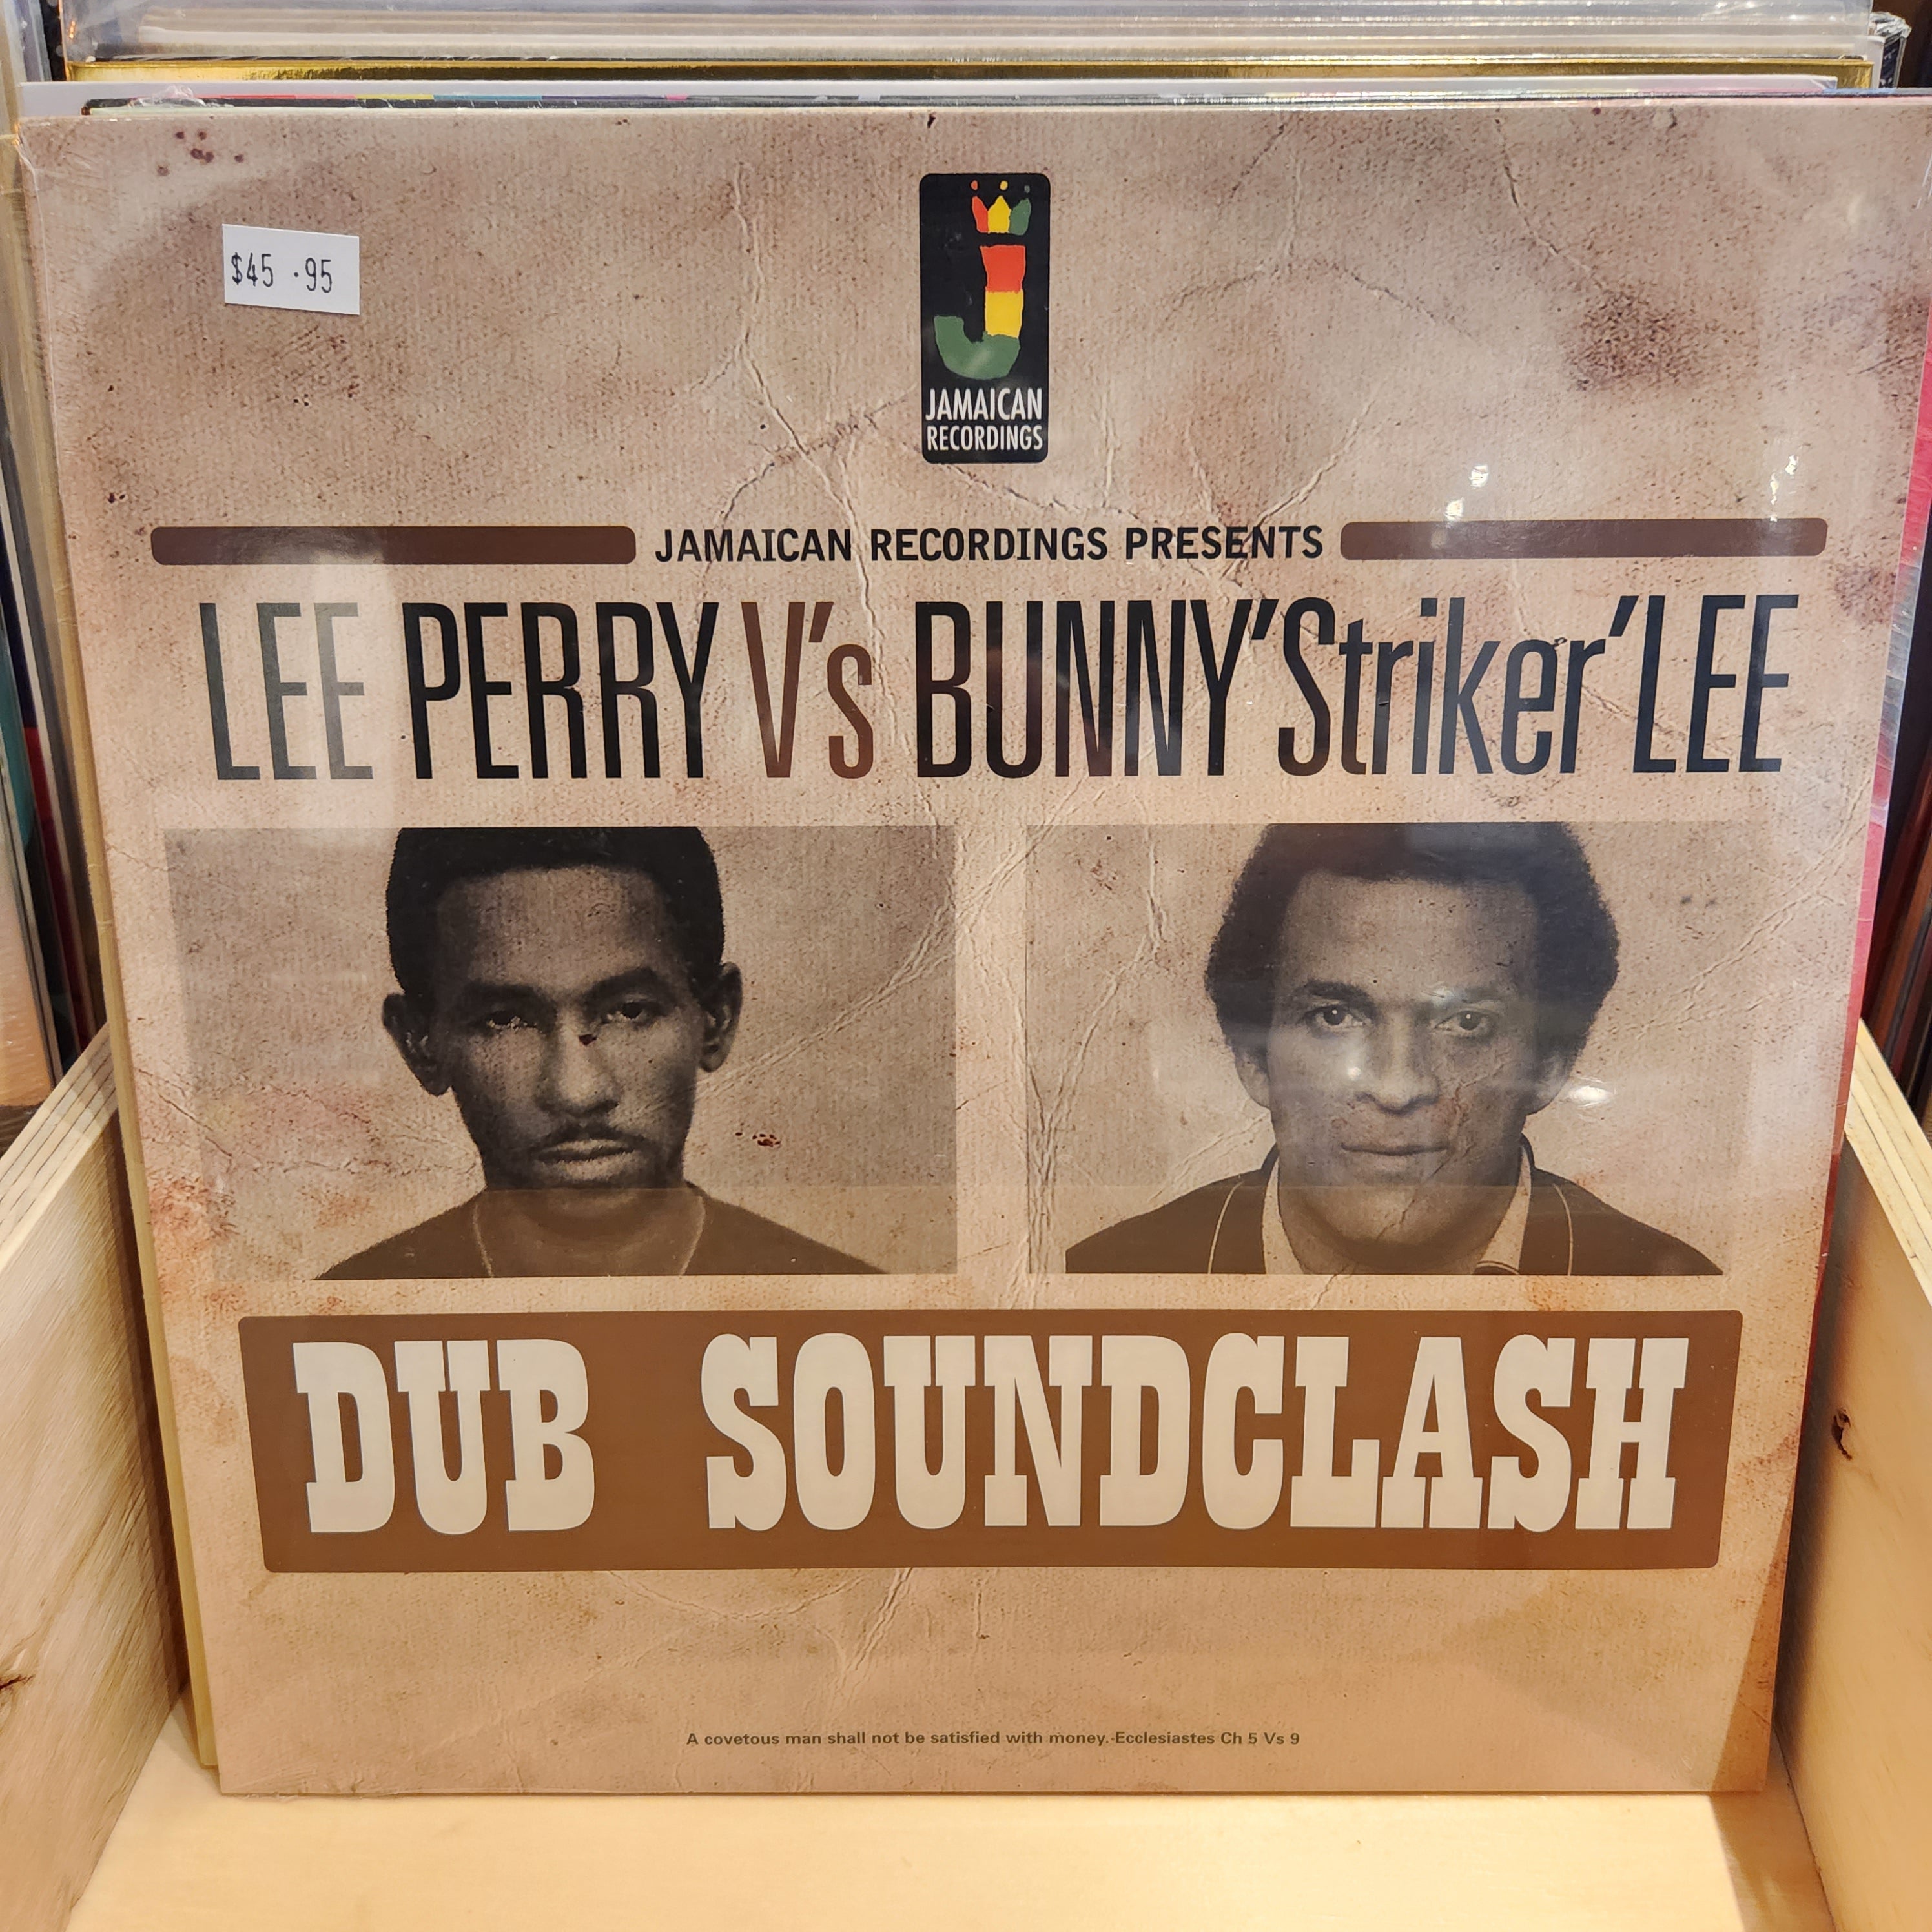 $45 .95
JAMAICAN
RECORDINGS
JAMAICAN RECORDINGS PRESENTS
LEE PERRY V's BUNNY'Striker'LEE
DUB SOUNDCLASH
A covetous man shall not be satisfied with money.-Ecclesiastes Ch 5 Vs 9